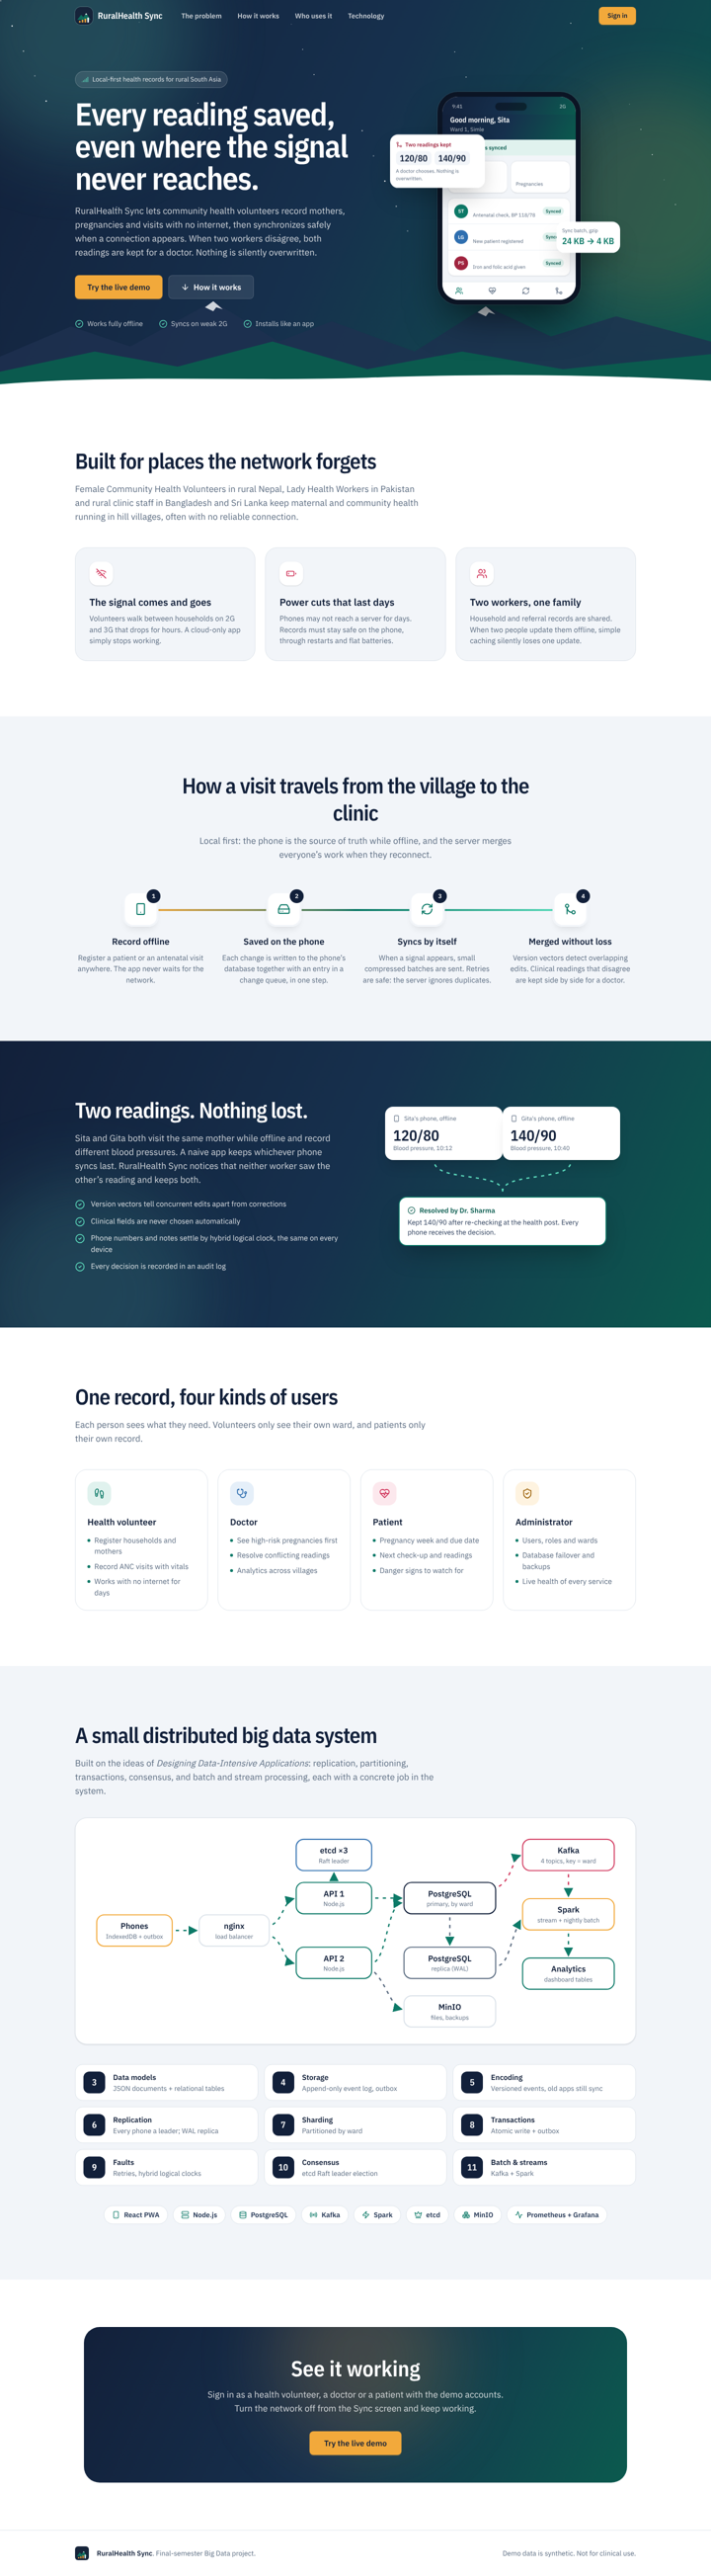 RuralHealth Sync
The problem
How it works
Who uses it
Technology
Sign in
Local-first health records for rural South Asia
Every reading saved,
even where the signal
never reaches.
RuralHealth Sync lets community health volunteers record mothers,
pregnancies and visits with no internet, then synchronizes safely
when a connection appears. When two workers disagree, both
readings are kept for a doctor. Nothing is silently overwritten.
Try the live demo
How it works
Works fully offline
Syncs on weak 2G
Installs like an app
9:41
3G
Good morning, Sita
Ward 1, Simle
Two readings kept
120/80 140/90
A doctor chooses. Nothing is
overwritten.
synced
Pregnancies
ST
Antenatal check, BP 118/76
Synced
LG
New patient registered
PS
Iron and folic acid given
Synced
Sync batch, gzip
24 KB → 4 KB
Built for places the network forgets
Female Community Health Volunteers in rural Nepal, Lady Health Workers in Pakistan
and rural clinic staff in Bangladesh and Sri Lanka keep maternal and community health
running in hill villages, often with no reliable connection.
The signal comes and goes
Volunteers walk between households on 2G
and 3G that drops for hours. A cloud-only app
simply stops working.
Power cuts that last days
Phones may not reach a server for days.
Records must stay safe on the phone,
through restarts and flat batteries.
Two workers, one family
Household and referral records are shared.
When two people update them offline, simple
caching silently loses one update.
How a visit travels from the village to the
clinic
Local first: the phone is the source of truth while offline, and the server merges
everyone's work when they reconnect.
1
Record offline
Register a patient or an antenatal visit
anywhere. The app never waits for the
network.
2
Saved on the phone
Each change is written to the phone's
database together with an entry in a
change queue, in one step.
3
Syncs by itself
When a signal appears, small
compressed batches are sent. Retries
are safe: the server ignores duplicates.
4
Merged without loss
Version vectors detect overlapping
edits. Clinical readings that disagree
are kept side by side for a doctor.
Two readings. Nothing lost.
Sita and Gita both visit the same mother while offline and record
different blood pressures. A naive app keeps whichever phone
syncs last. RuralHealth Sync notices that neither worker saw the
other's reading and keeps both.
Version vectors tell concurrent edits apart from corrections
Clinical fields are never chosen automatically
Phone numbers and notes settle by hybrid logical clock, the same on every
device
Every decision is recorded in an audit log
Sita's phone, offline
120/80
Blood pressure, 10:12
Gita's phone, offline
140/90
Blood pressure, 10:40
Resolved by Dr. Sharma
Kept 140/90 after re-checking at the health post. Every
phone receives the decision.
One record, four kinds of users
Each person sees what they need. Volunteers only see their own ward, and patients only
their own record.
Health volunteer
Register households and
mothers
Record ANC visits with vitals
Works with no internet for
days
Doctor
See high-risk pregnancies first
Resolve conflicting readings
Analytics across villages
Patient
Pregnancy week and due date
Next check-up and readings
Danger signs to watch for
Administrator
Users, roles and wards
Database failover and
backups
Live health of every service
A small distributed big data system
Built on the ideas of Designing Data-Intensive Applications: replication, partitioning,
transactions, consensus, and batch and stream processing, each with a concrete job in the
system.
Phones
IndexedDB + outbox
nginx
load balancer
etcd ×3
Raft leader
API 1
Node.js
API 2
Node.js
PostgreSQL
primary, by ward
PostgreSQL
replica (WAL)
MinIO
files, backups
Kafka
4 topics, key = ward
Spark
stream + nightly batch
Analytics
dashboard tables
3
Data models
JSON documents + relational tables
4
Storage
Append-only event log, outbox
5
Encoding
Versioned events, old apps still sync
6
Replication
Every phone a leader; WAL replica
7
Sharding
Partitioned by ward
8
Transactions
Atomic write + outbox
9
Faults
Retries, hybrid logical clocks
10
Consensus
etcd Raft leader election
11
Batch & streams
Kafka + Spark
React PWA
Node.js
PostgreSQL
Kafka
Spark
etcd
MinIO
Prometheus + Grafana
See it working
Sign in as a health volunteer, a doctor or a patient with the demo accounts.
Turn the network off from the Sync screen and keep working.
Try the live demo
RuralHealth Sync. Final-semester Big Data project.
Demo data is synthetic. Not for clinical use.